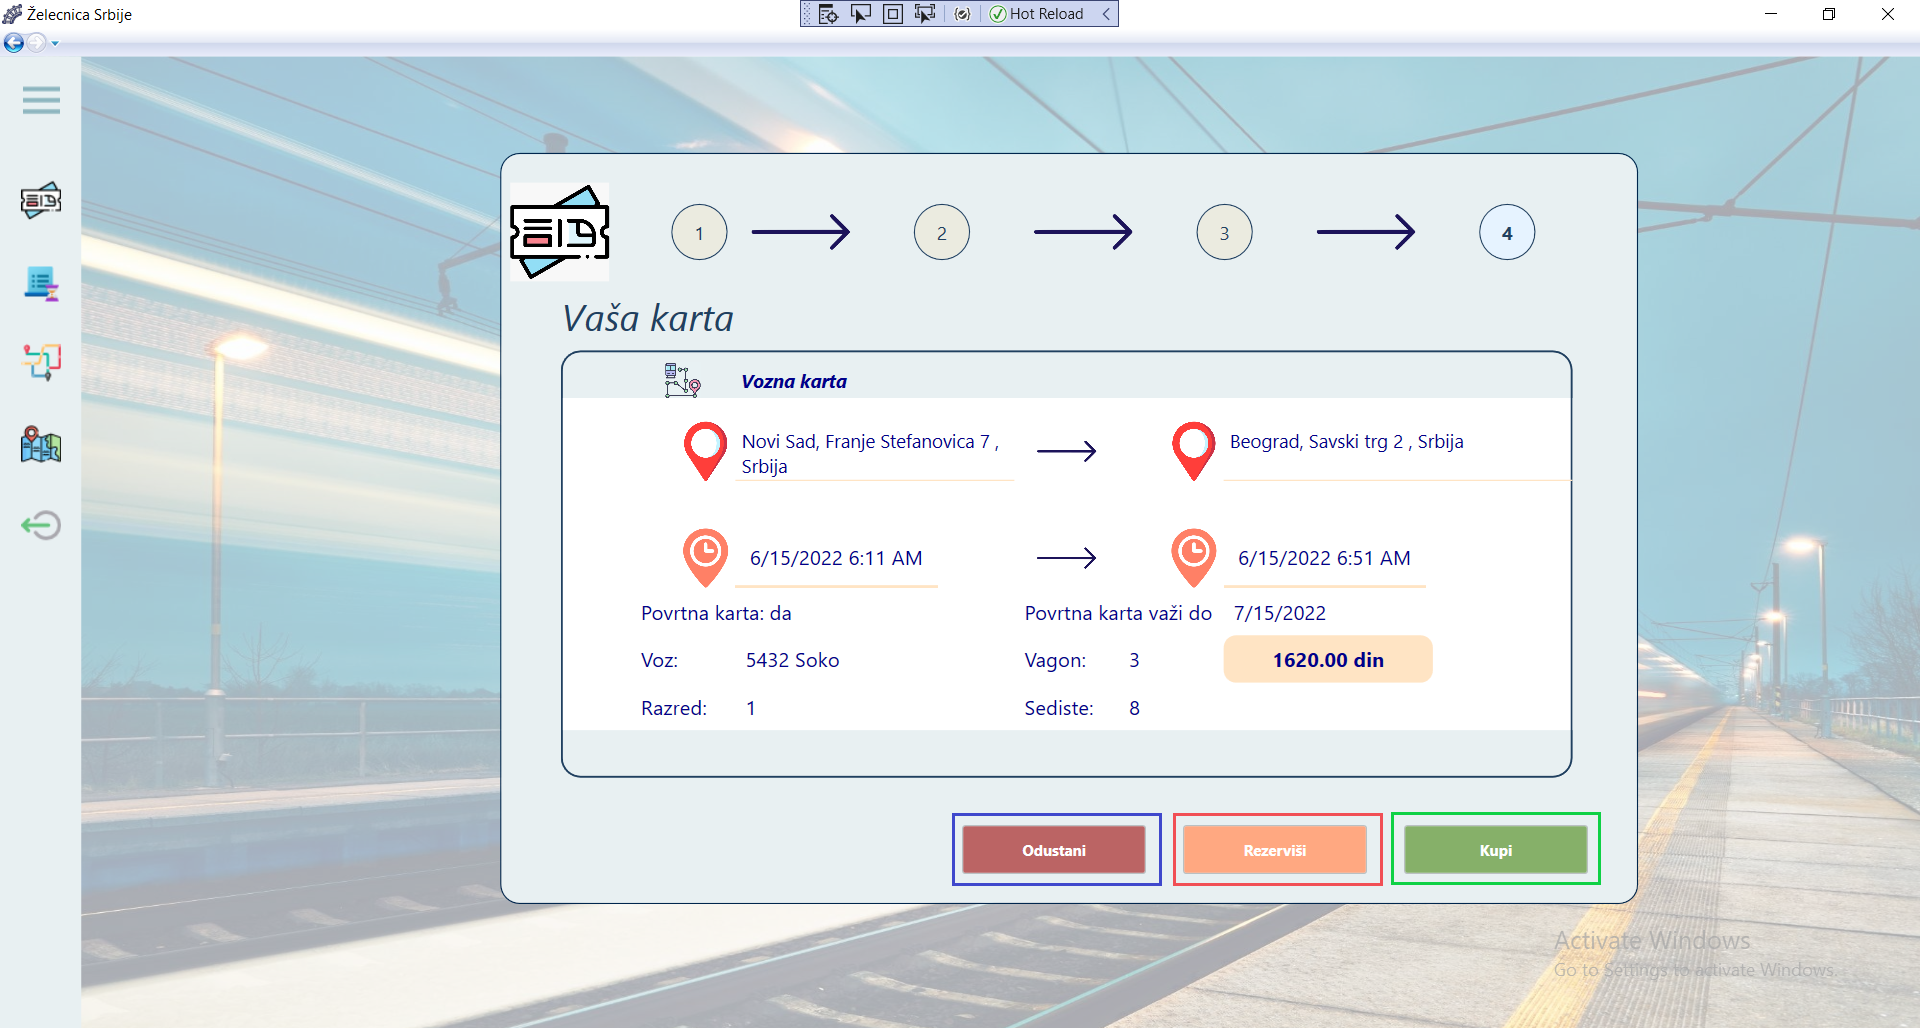 Želecnica Srbije
Hot Reload
1
2
3
4
Vaša karta
Vozna karta
Novi Sad, Franje Stefanovica 7 ,
Srbija
Beograd, Savski trg 2 , Srbija
6/15/2022 6:11 AM
6/15/2022 6:51 AM
Povrtna karta: da
Povrtna karta važi do 7/15/2022
Voz: 5432 Soko
Vagon: 3
1620.00 din
Razred: 1
Sediste: 8
Odustani
Rezerviši
Kupi
Activate Windows
Go to Settings to activate Windows.